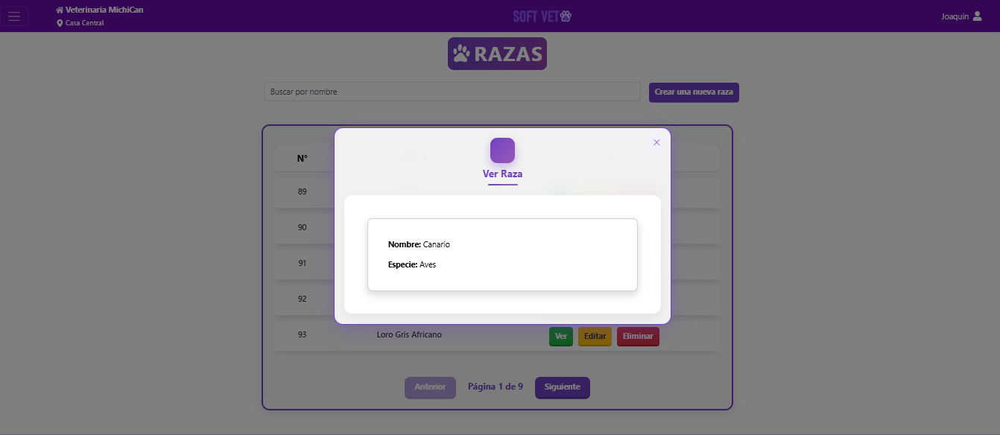 Veterinaria MichiCan
Casa Central
SOFT VET
Joaquin
RAZAS
Buscar por nombre
Crear una nueva raza
N°
Ver Raza
Nombre: Canario
Especie: Aves
89
90
91
92
93 Loro Gris Africano Ver Editar Eliminar
Anterior Página 1 de 9 Siguiente